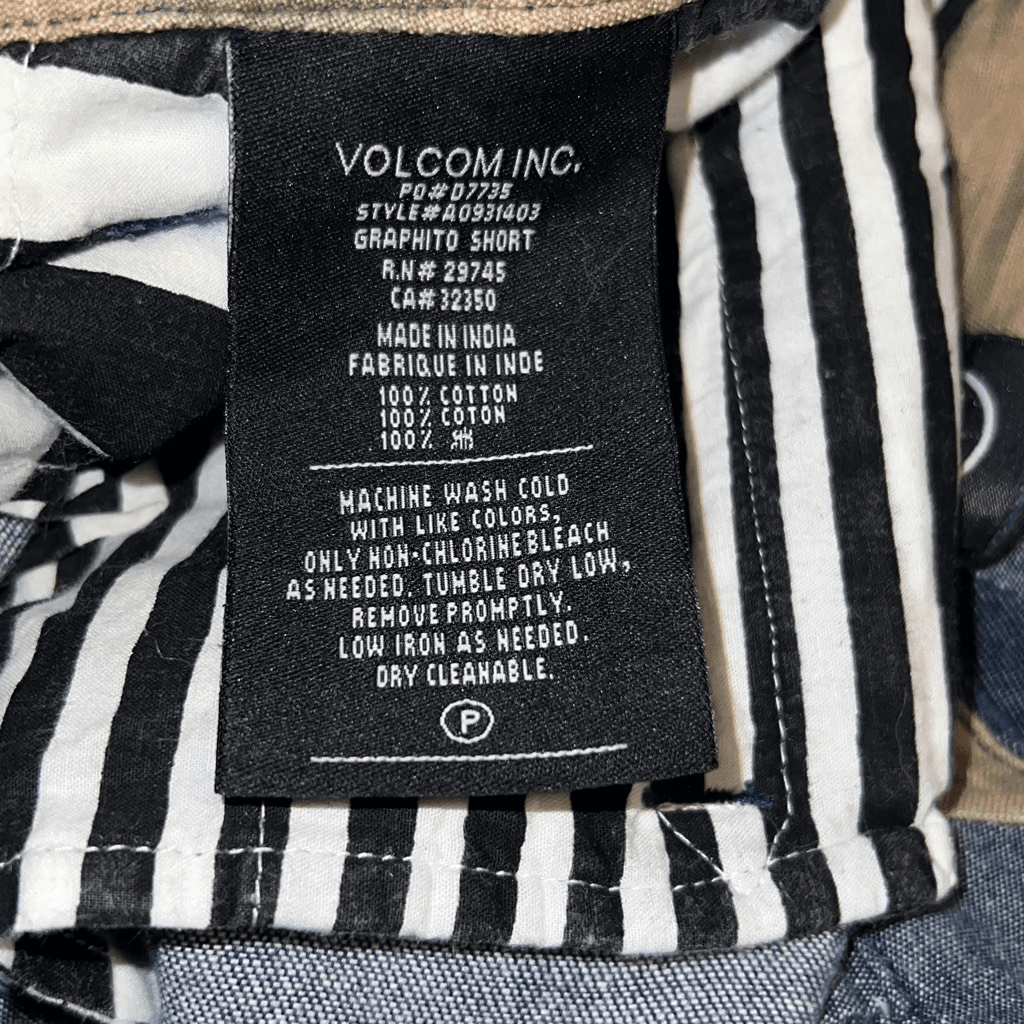 VOLCOM INC.
PO# D7735
STYLE# A0931403
GRAPHITO SHORT
R.N# 29745
CA# 32350
MADE IN INDIA
FABRIQUE IN INDE
100% COTTON
100% COTON
100% 綿
MACHINE WASH COLD
WITH LIKE COLORS,
ONLY NON-CHLORINE BLEACH
AS NEEDED. TUMBLE DRY LOW,
REMOVE PROMPTLY.
LOW IRON AS NEEDED.
DRY CLEANABLE.
P